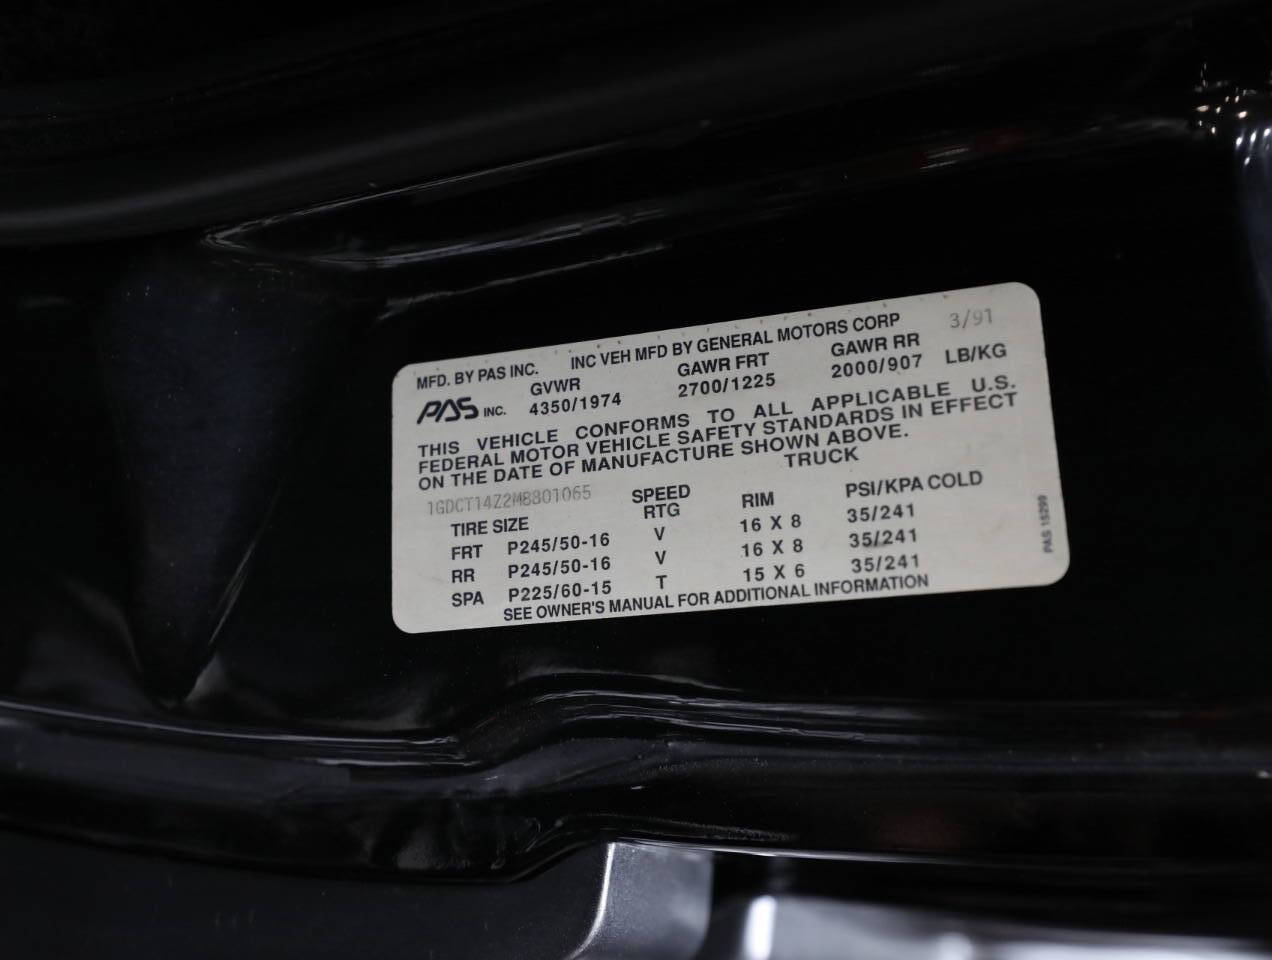 MFD. BY PAS INC. INC VEH MFD BY GENERAL MOTORS CORP 3/91
PAS INC. GVWR GAWR FRT GAWR RR
4350/1974 2700/1225 2000/907 LB/KG
THIS VEHICLE CONFORMS TO ALL APPLICABLE U.S.
FEDERAL MOTOR VEHICLE SAFETY STANDARDS IN EFFECT
ON THE DATE OF MANUFACTURE SHOWN ABOVE.
1GDCT14Z2M8801065 TRUCK
TIRE SIZE SPEED RTG RIM PSI/KPA COLD
FRT P245/50-16 V 16 X 8 35/241
RR P245/50-16 V 16 X 8 35/241
SPA P225/60-15 T 15 X 6 35/241
SEE OWNER'S MANUAL FOR ADDITIONAL INFORMATION
PAS 15299